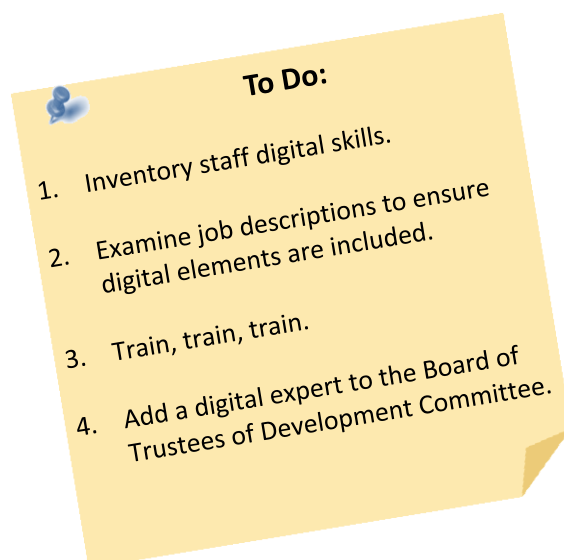 To Do:
1. Inventory staff digital skills.
2. Examine job descriptions to ensure
digital elements are included.
3. Train, train, train.
4. Add a digital expert to the Board of
Trustees of Development Committee.